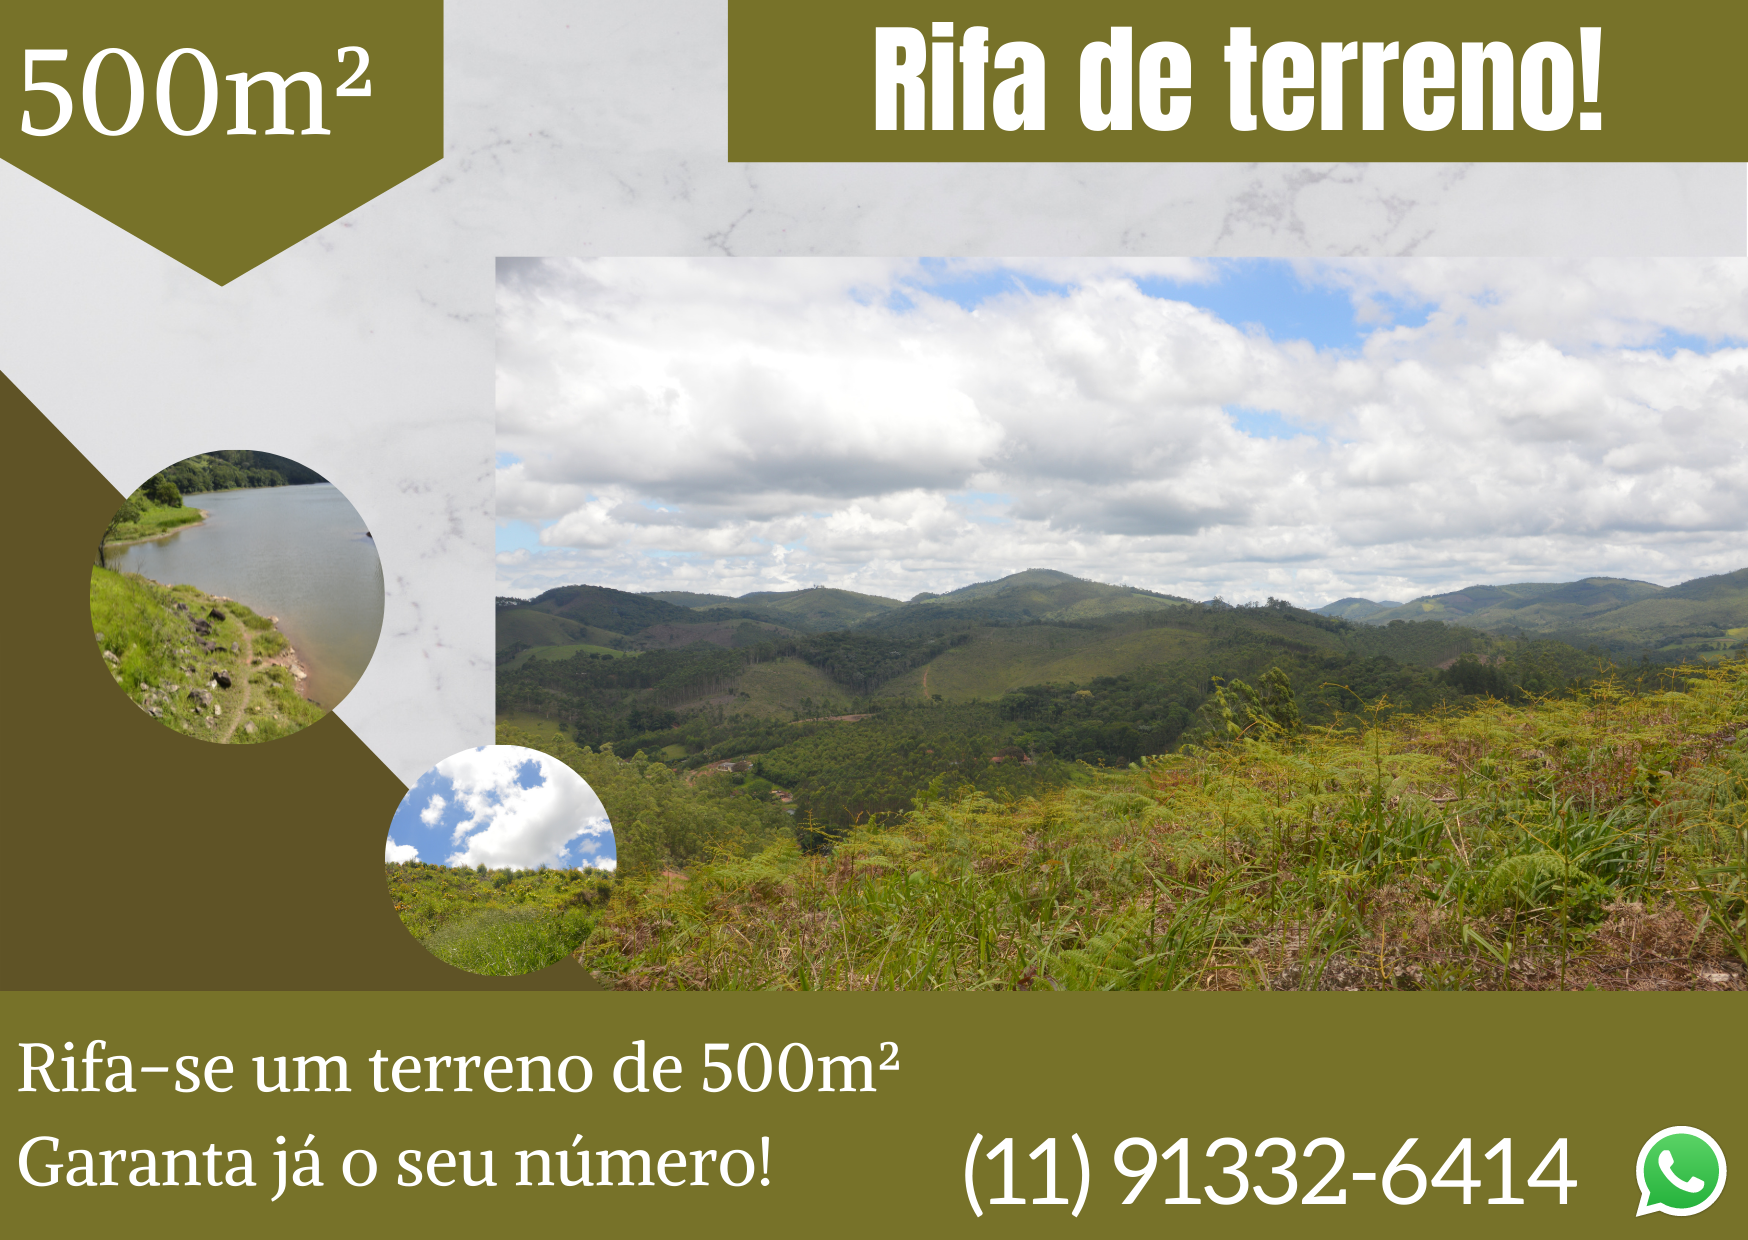 500m²
Rifa de terreno!
Rifa-se um terreno de 500m²
Garanta já o seu número!
(11) 91332-6414